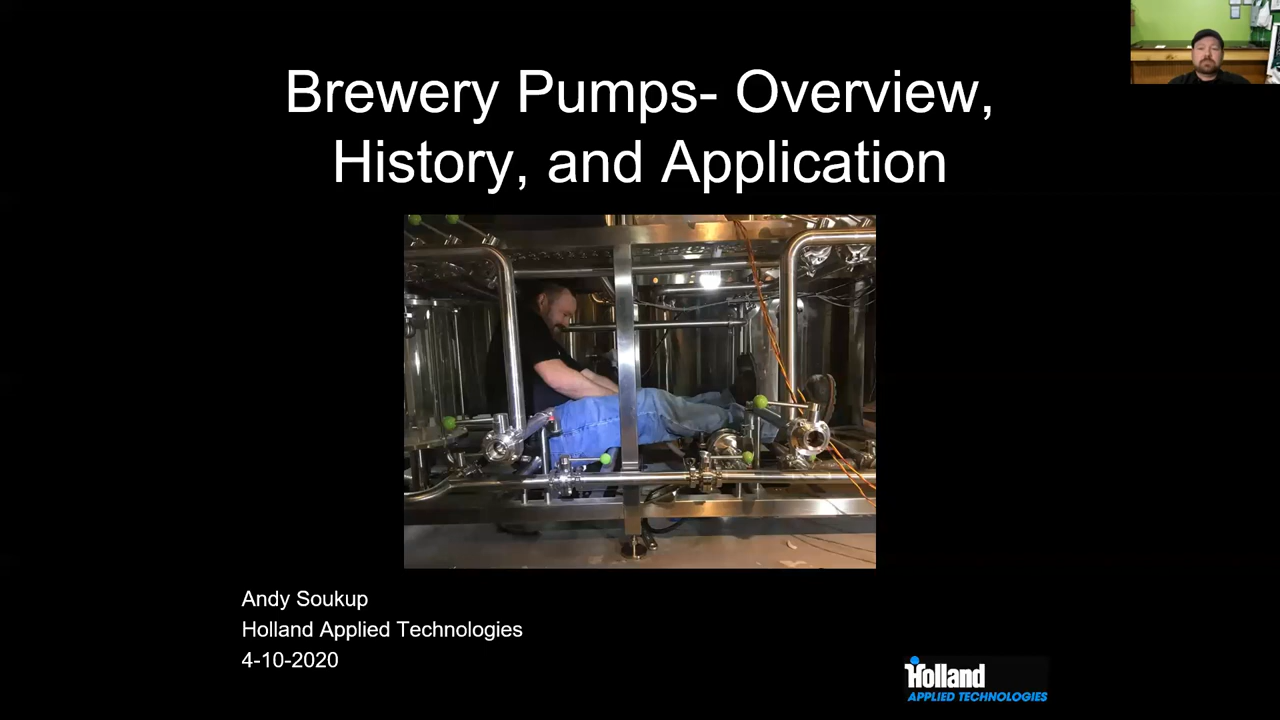 Brewery Pumps- Overview,
History, and Application
Andy Soukup
Holland Applied Technologies
4-10-2020
Holland
APPLIED TECHNOLOGIES